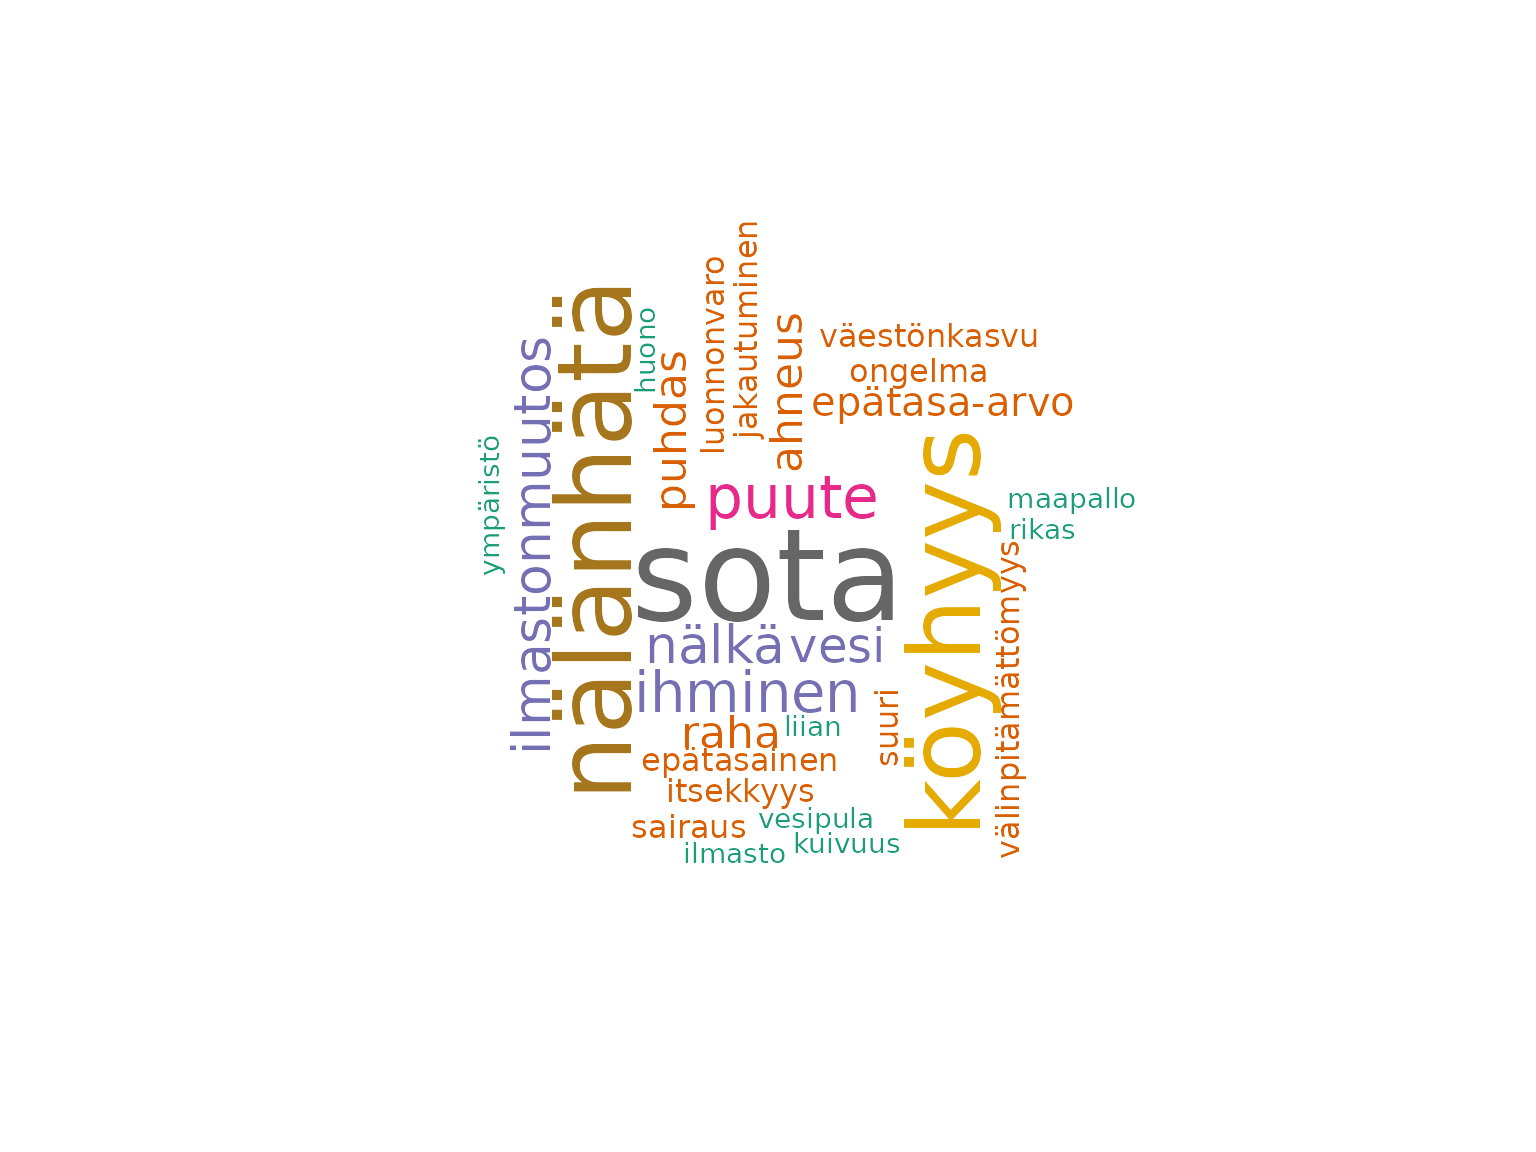 ympäristö
ilmastonmuutos
nälänhätä
huono
puhdas
luonnonvaro
jakautuminen
ahneus
väestönkasvu
ongelma
epätasa-arvo
puute
sota
köyhyys
maapallo
rikas
välinpitämättömyys
nälkä vesi
ihminen
suuri
raha liian
epätasainen
itsekkyys
sairaus vesipula
ilmasto kuivuus